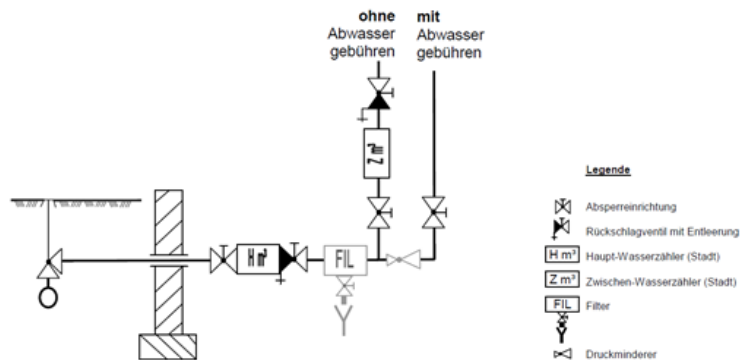 ohne
Abwasser
gebühren
mit
Abwasser
gebühren
Z m³
H m³
FIL
Legende
Absperreinrichtung
Rückschlagventil mit Entleerung
H m³ Haupt-Wasserzähler (Stadt)
Z m³ Zwischen-Wasserzähler (Stadt)
FIL Filter
Druckminderer